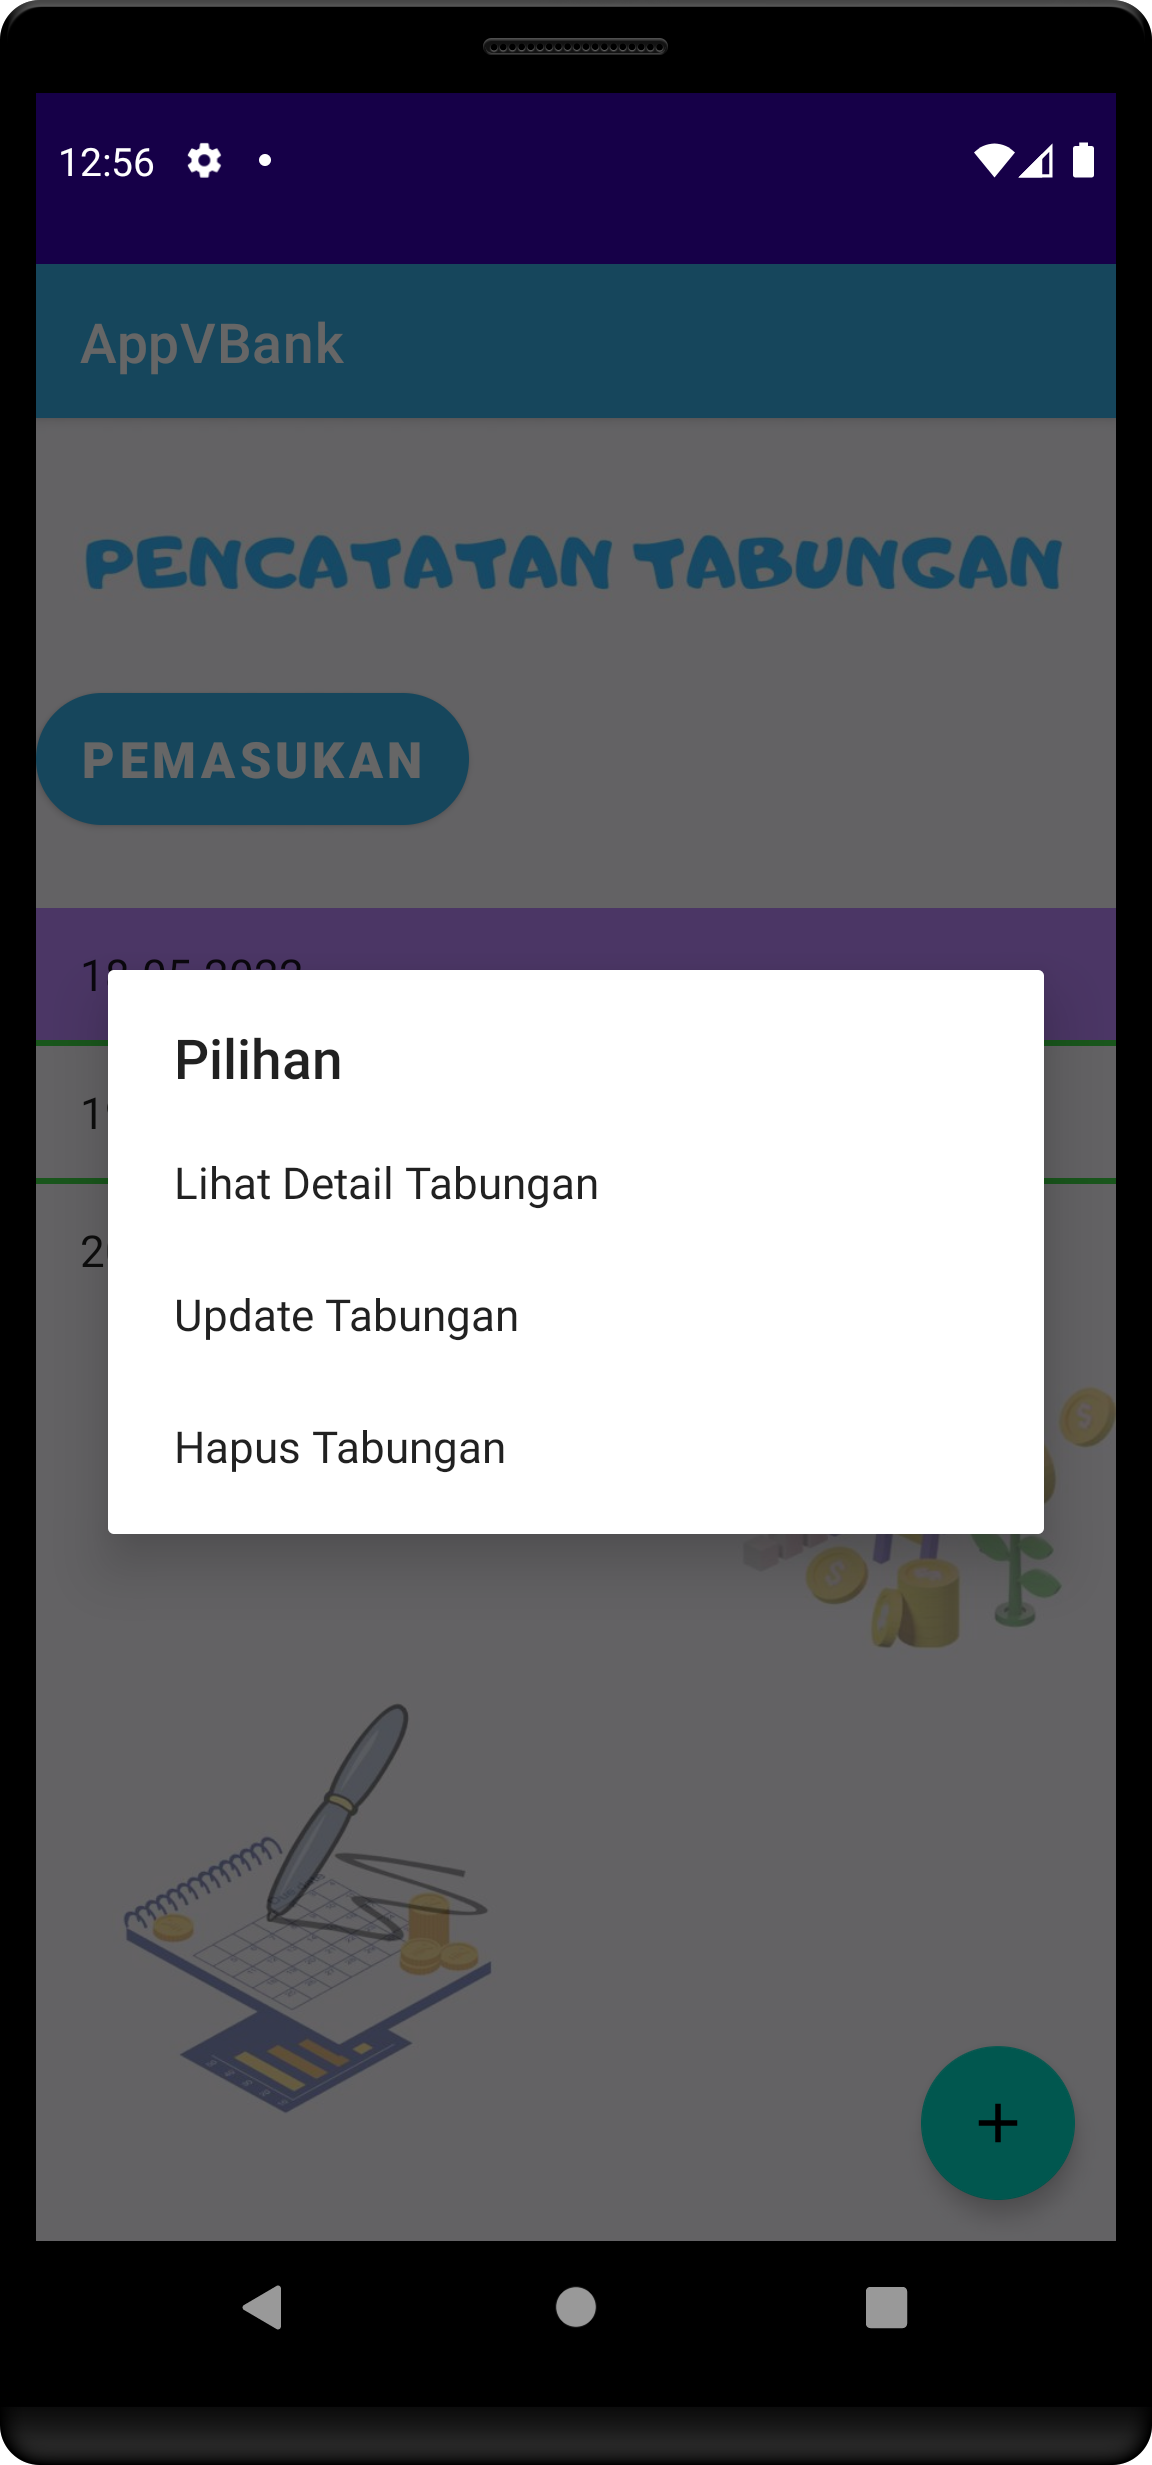 12:56
AppVBank
PENCATATAN TABUNGAN
PEMASUKAN
Pilihan
Lihat Detail Tabungan
Update Tabungan
Hapus Tabungan